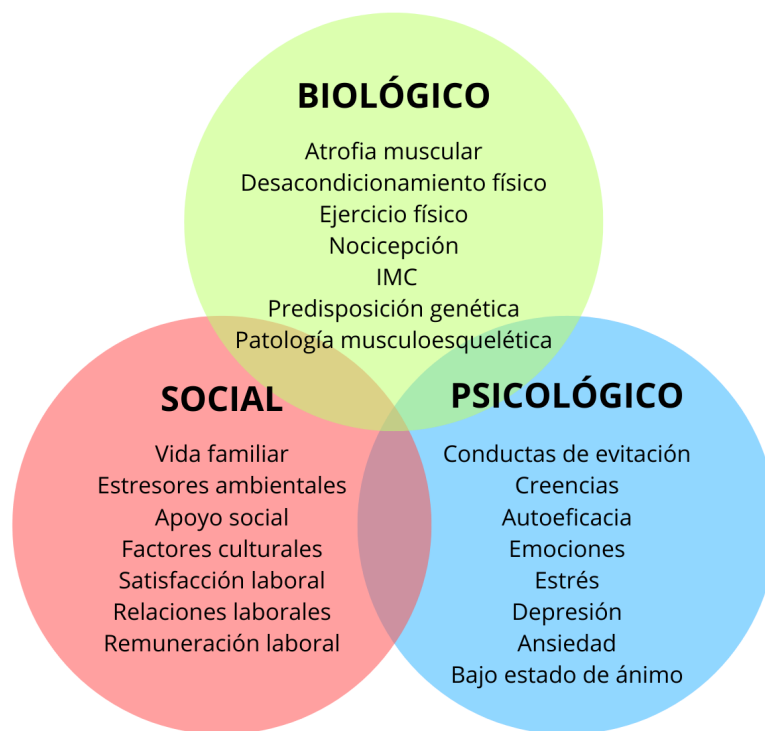 BIOLÓGICO
Atrofia muscular
Desacondicionamiento físico
Ejercicio físico
Nocicepción
IMC
Predisposición genética
Patología musculoesquelética
SOCIAL
Vida familiar
Estresores ambientales
Apoyo social
Factores culturales
Satisfacción laboral
Relaciones laborales
Remuneración laboral
PSICOLÓGICO
Conductas de evitación
Creencias
Autoeficacia
Emociones
Estrés
Depresión
Ansiedad
Bajo estado de ánimo